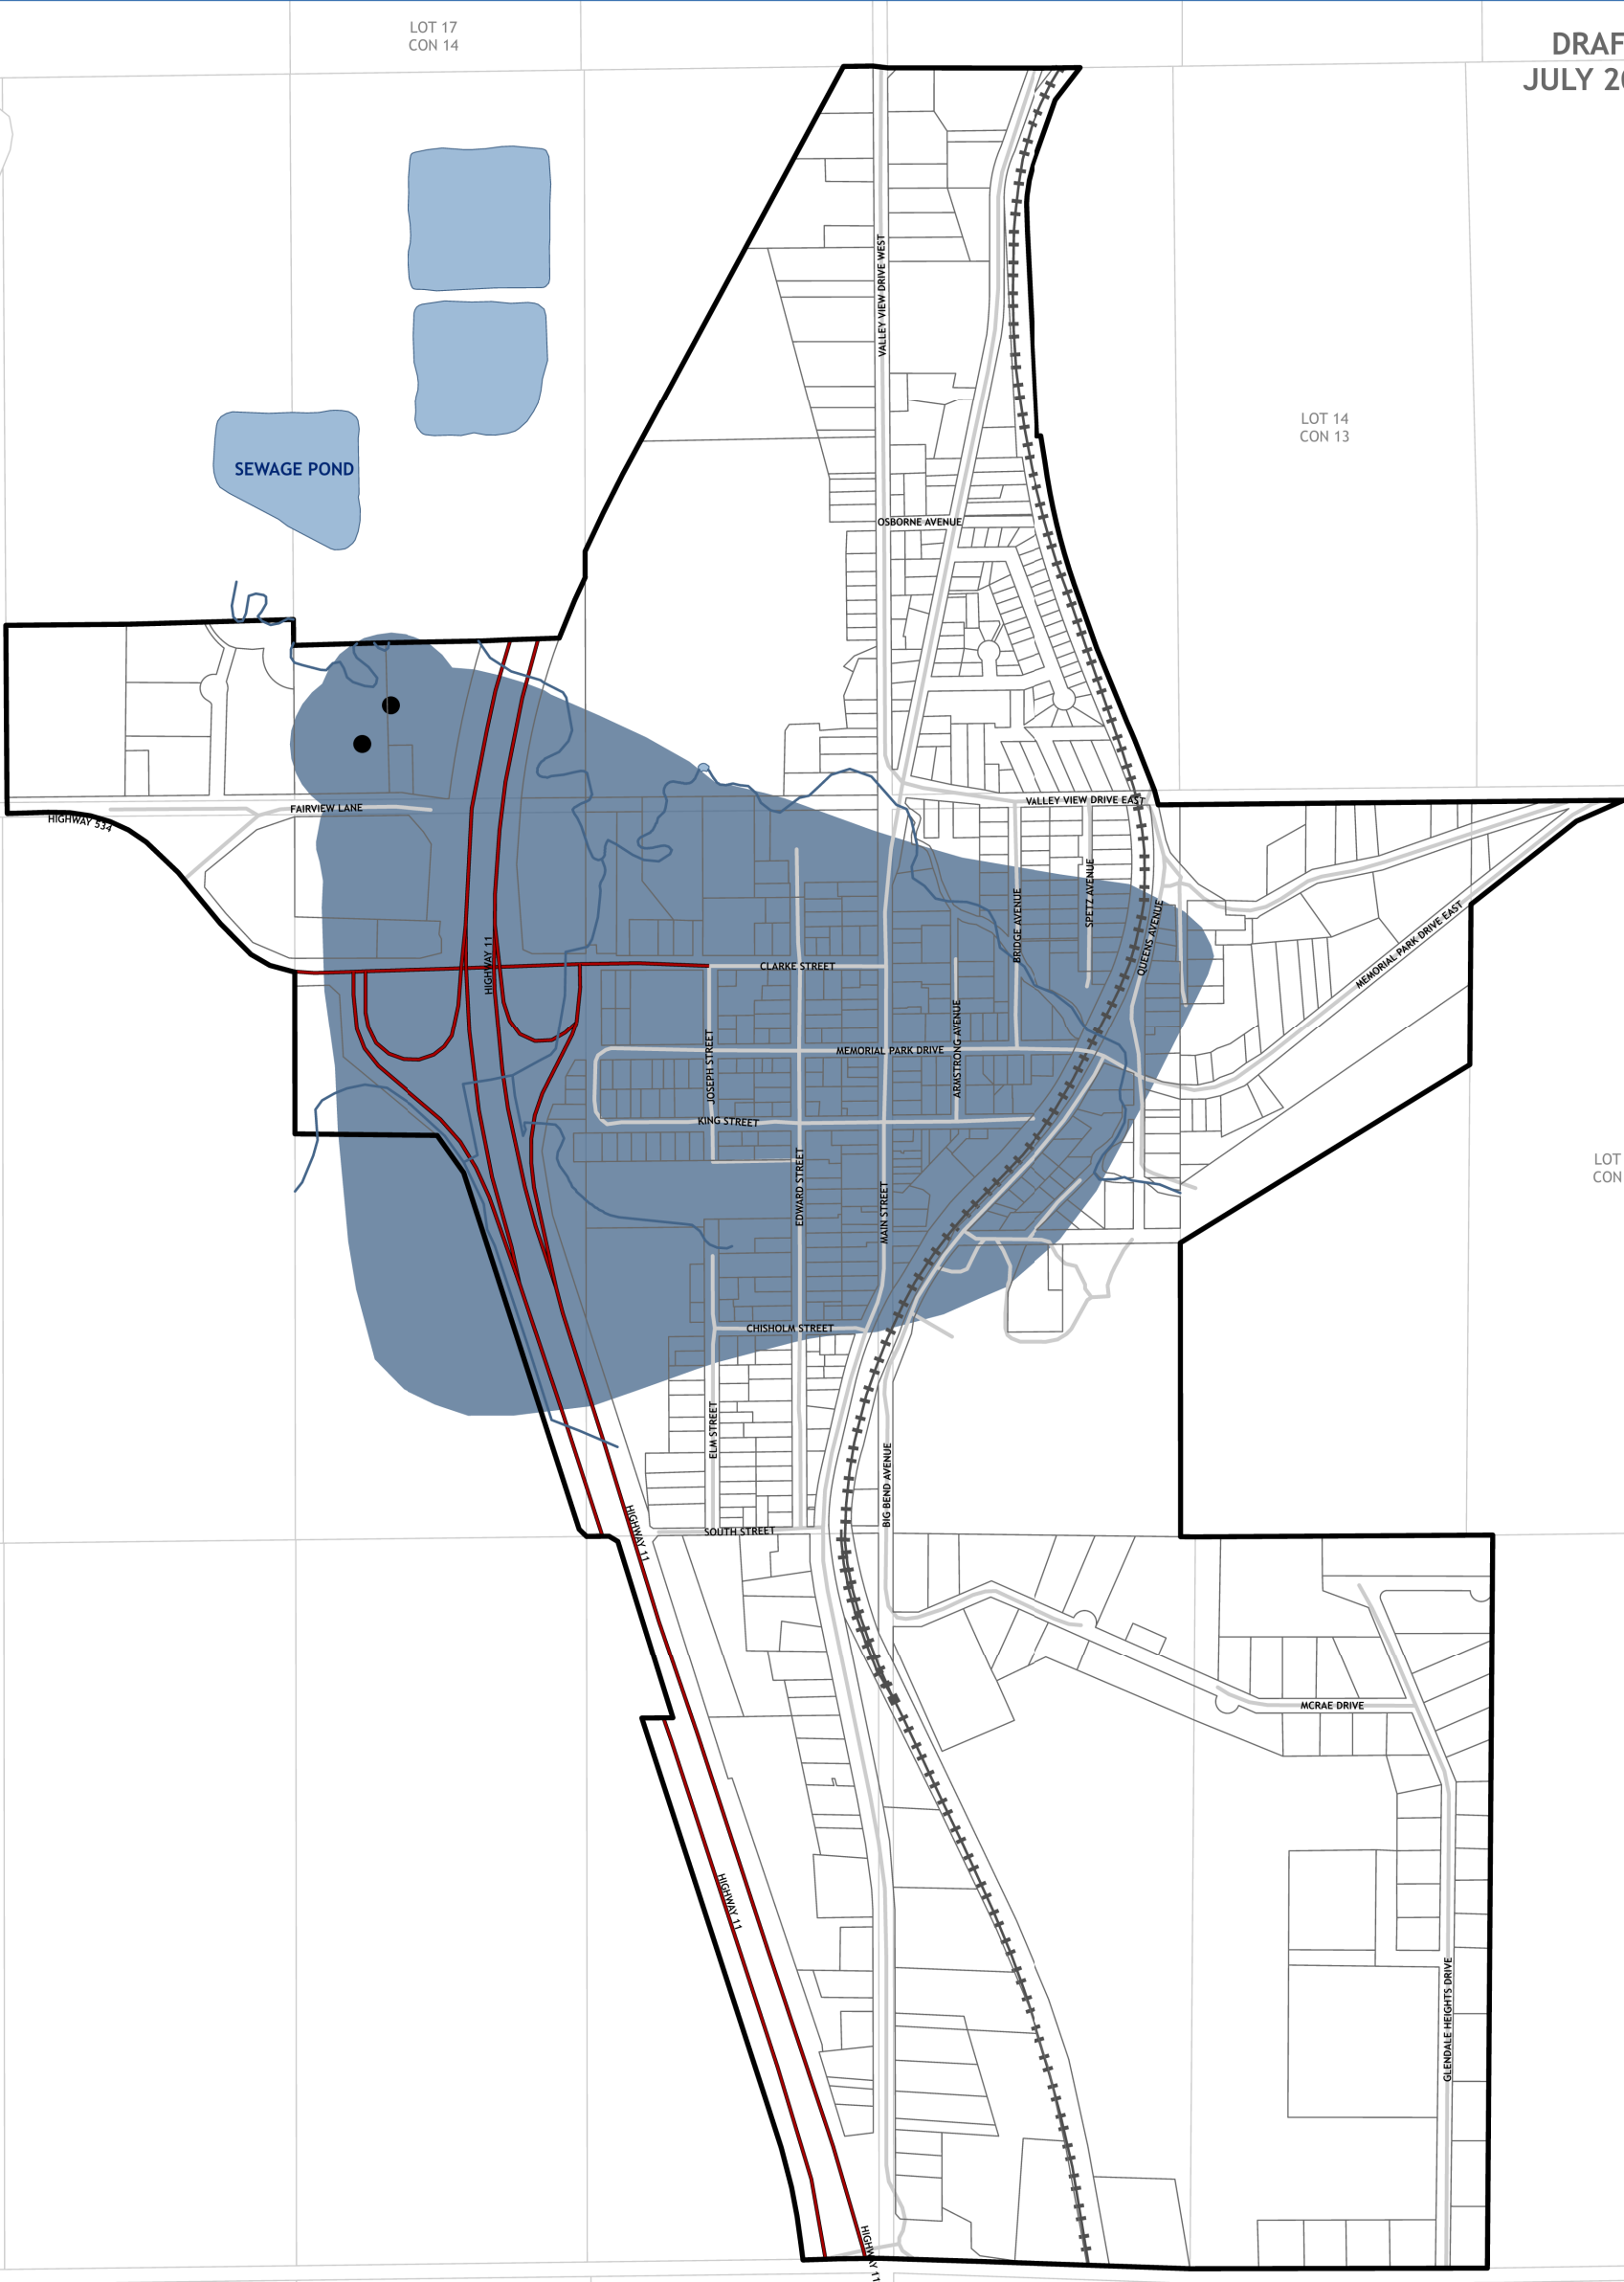 LOT 17
CON 14
DRAF
JULY 20
VALLEY VIEW DRIVE WEST
LOT 14
CON 13
SEWAGE POND
OSBORNE AVENUE
VALLEY VIEW DRIVE EAST
FAIRVIEW LANE
HIGHWAY 534
SPETZ AVENUE
BRIDGE AVENUE
QUEENS AVENUE
MEMORIAL PARK DRIVE EAST
HIGHWAY 11
CLARKE STREET
JOSEPH STREET
MEMORIAL PARK DRIVE
ARMSTRONG AVENUE
KING STREET
LOT
CON
EDWARD STREET
MAIN STREET
CHISHOLM STREET
ELM STREET
BIG BEND AVENUE
HIGHWAY 11
SOUTH STREET
MCRAE DRIVE
HIGHWAY 11
GLENDALE HEIGHTS DRIVE
HIGHWAY 11